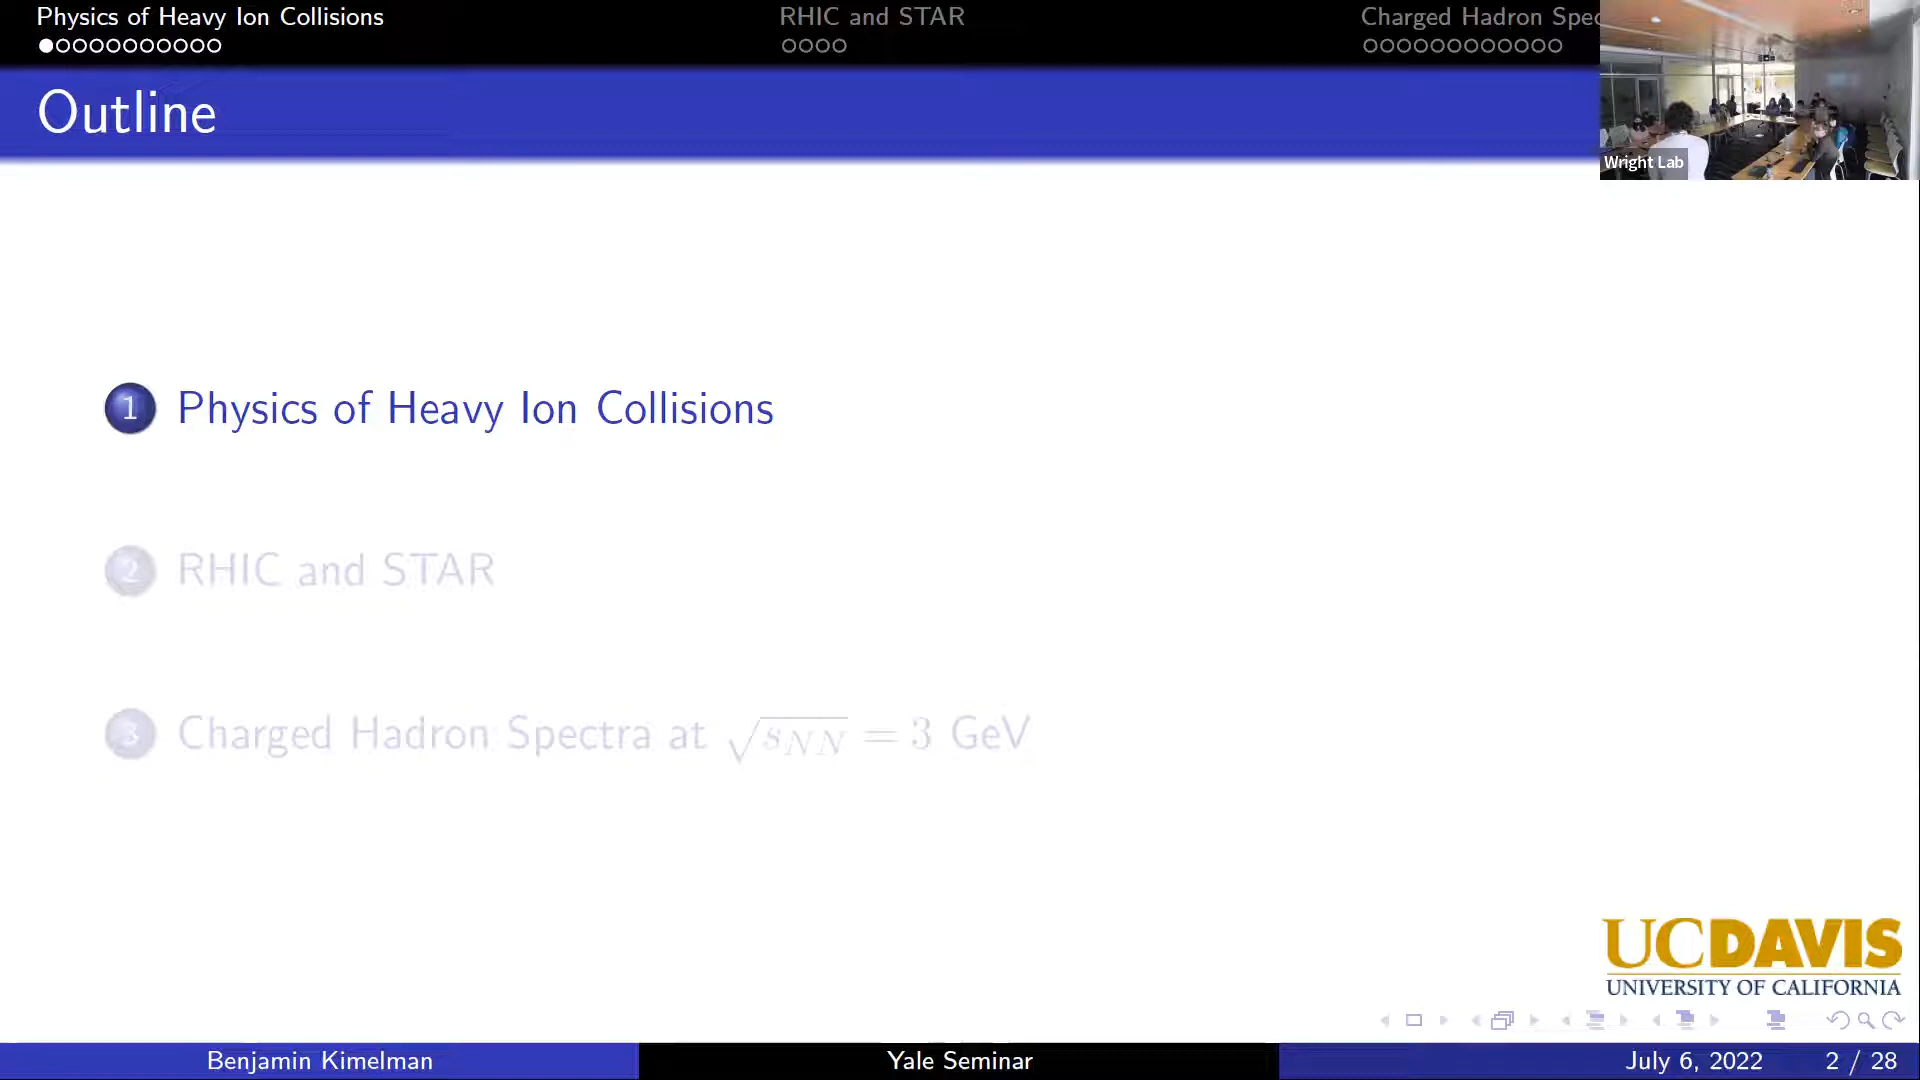 Physics of Heavy Ion Collisions
RHIC and STAR
Charged Hadron Spec
Outline
Wright Lab
1 Physics of Heavy Ion Collisions
2 RHIC and STAR
3 Charged Hadron Spectra at √sNN = 3 GeV
UCDAVIS
UNIVERSITY OF CALIFORNIA
Benjamin Kimelman
Yale Seminar
July 6, 2022
2 / 28